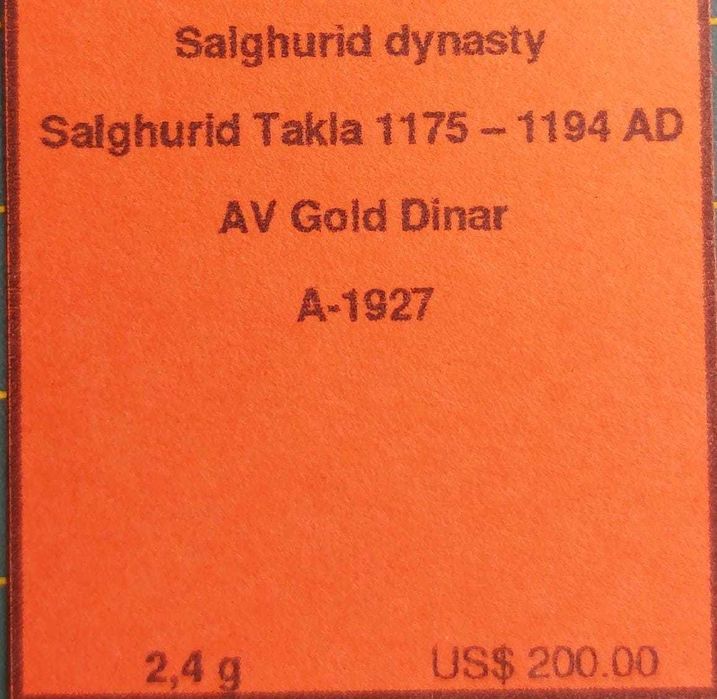 Salghurid dynasty
Salghurid Takla 1175 – 1194 AD
AV Gold Dinar
A-1927
2,4 g US$ 200.00